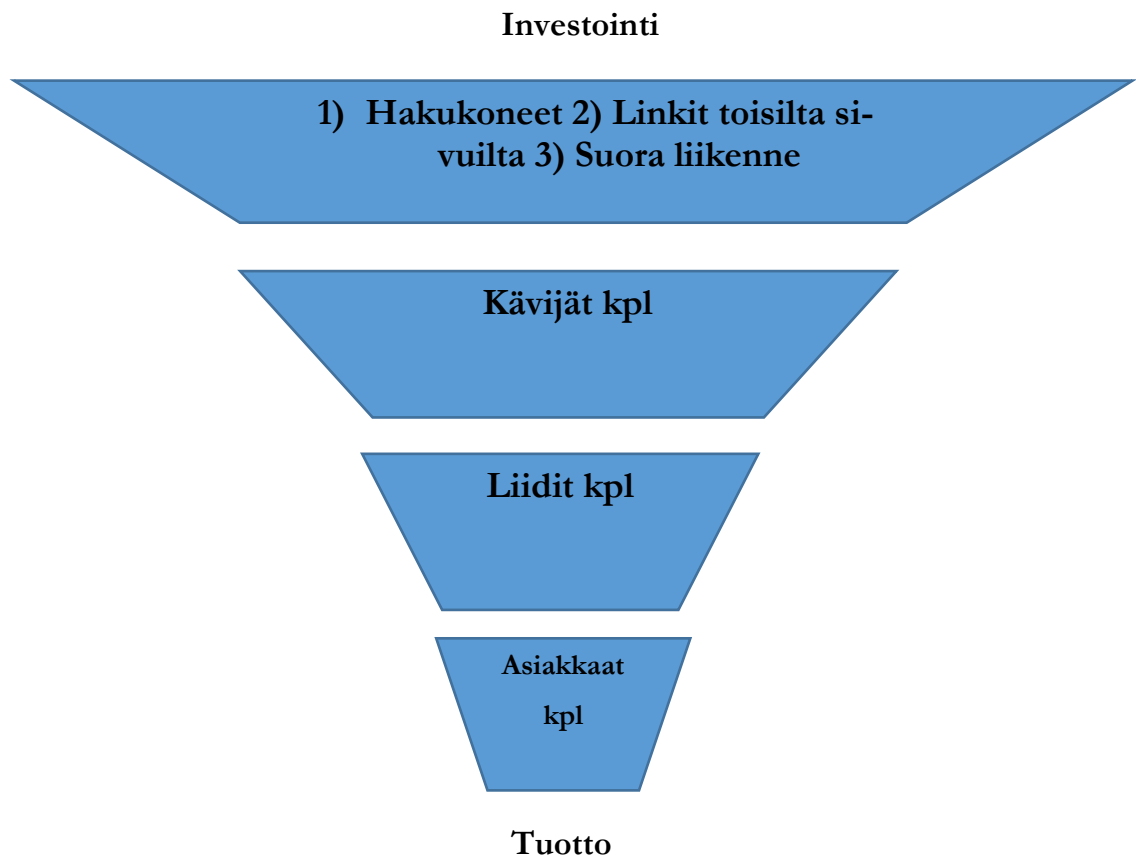 Investointi
1) Hakukoneet 2) Linkit toisilta si-
vuilta 3) Suora liikenne
Kävijät kpl
Liidit kpl
Asiakkaat
kpl
Tuotto